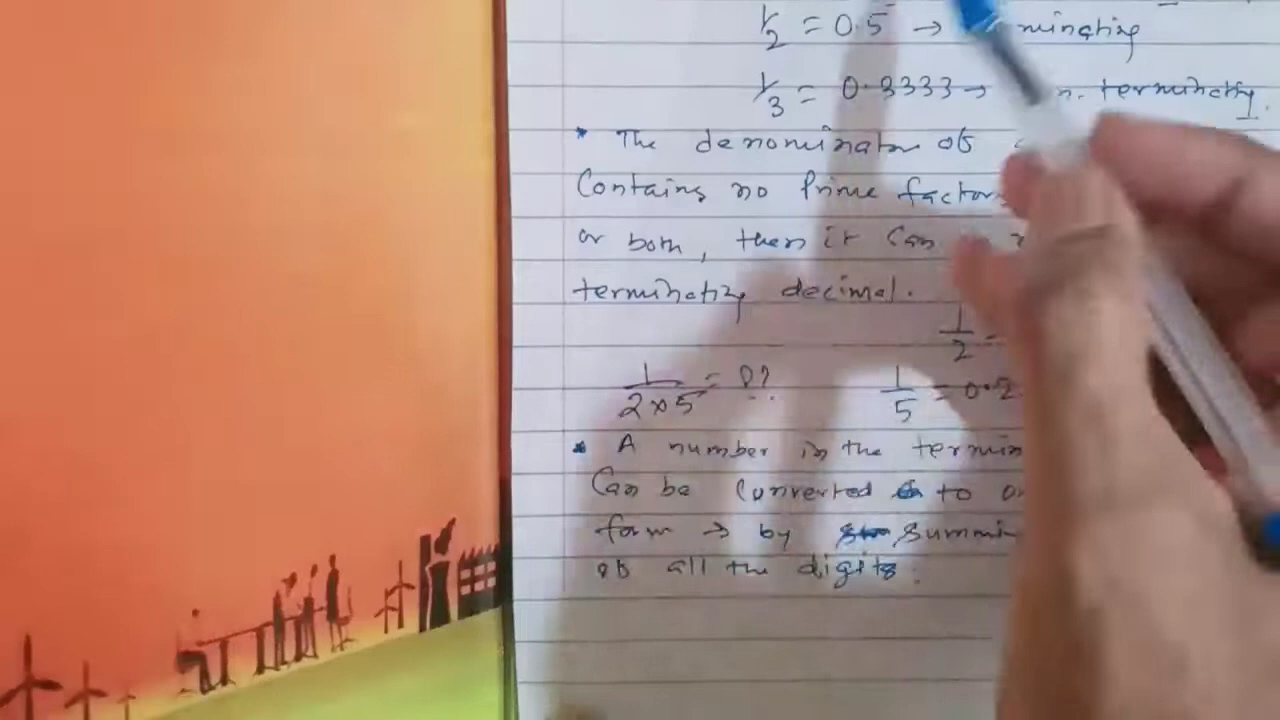 1/2 = 0.5 → minating
1/3 = 0.3333 → n. terminating.
* The denominator of
Contains no Prime factors
or both, then it can
terminating decimal.
1/2 =
1/(2×5) = ?? 1/5 = 0.2
* A number in the termin
Can be Converted to
form → by summin
of all the digits.